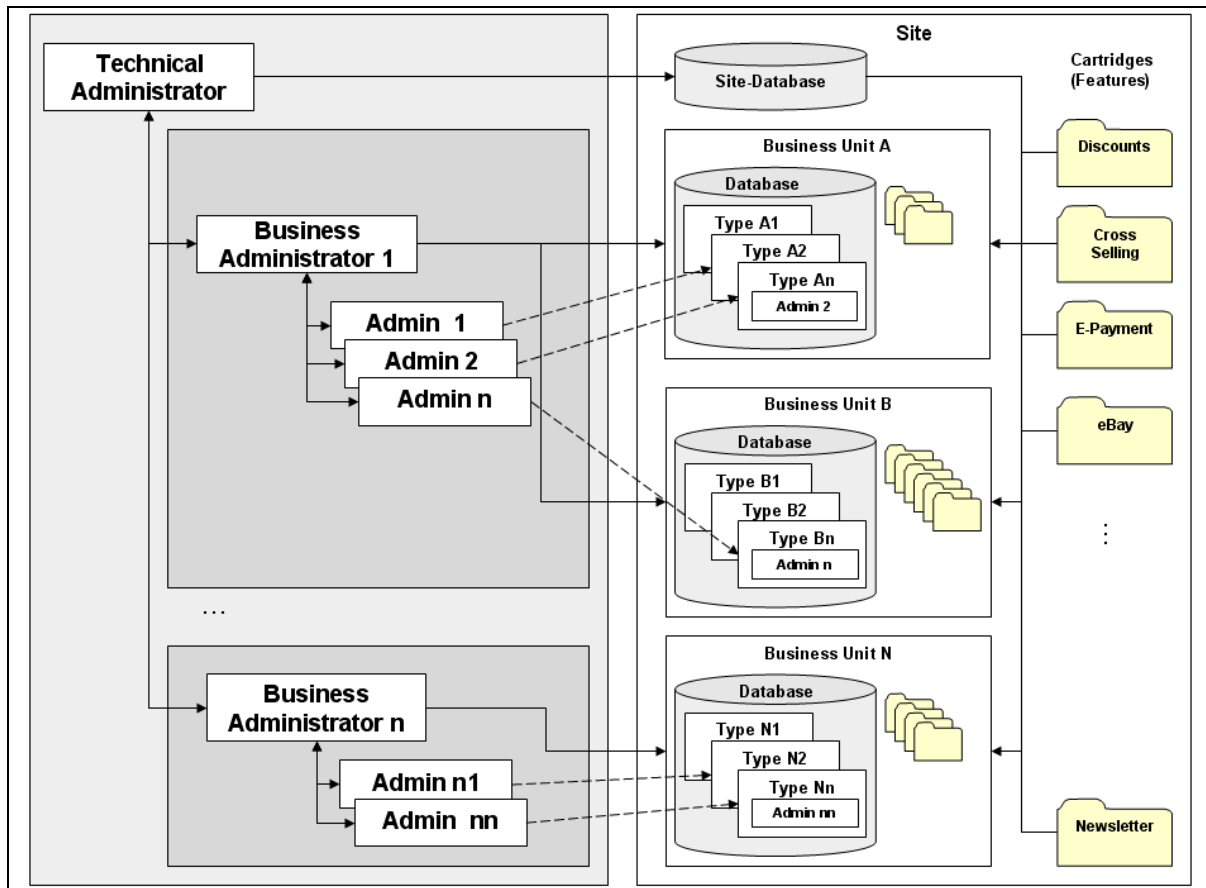 Technical
Administrator
Business
Administrator 1
Admin 1
Admin 2
Admin n
...
Business
Administrator n
Admin n1
Admin nn
Site
Site-Database
Cartridges
(Features)
Business Unit A
Database
Type A1
Type A2
Type An
Admin 2
Business Unit B
Database
Type B1
Type B2
Type Bn
Admin n
Business Unit N
Database
Type N1
Type N2
Type Nn
Admin nn
Discounts
Cross
Selling
E-Payment
eBay
...
Newsletter